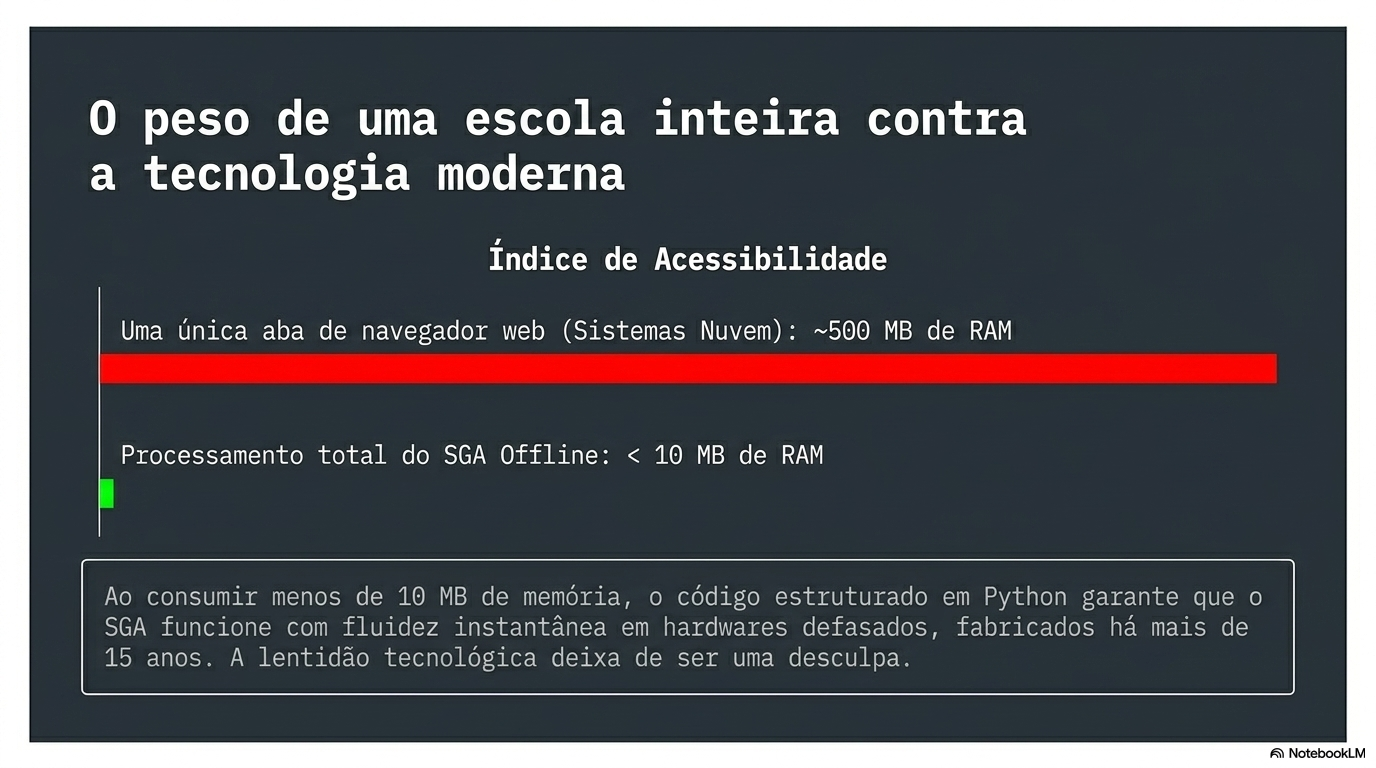 O peso de uma escola inteira contra
a tecnologia moderna
Índice de Acessibilidade
Uma única aba de navegador web (Sistemas Nuvem): ~500 MB de RAM
Processamento total do SGA Offline: < 10 MB de RAM
Ao consumir menos de 10 MB de memória, o código estruturado em Python garante que o
SGA funcione com fluidez instantânea em hardwares defasados, fabricados há mais de
15 anos. A lentidão tecnológica deixa de ser uma desculpa.
NotebookLM